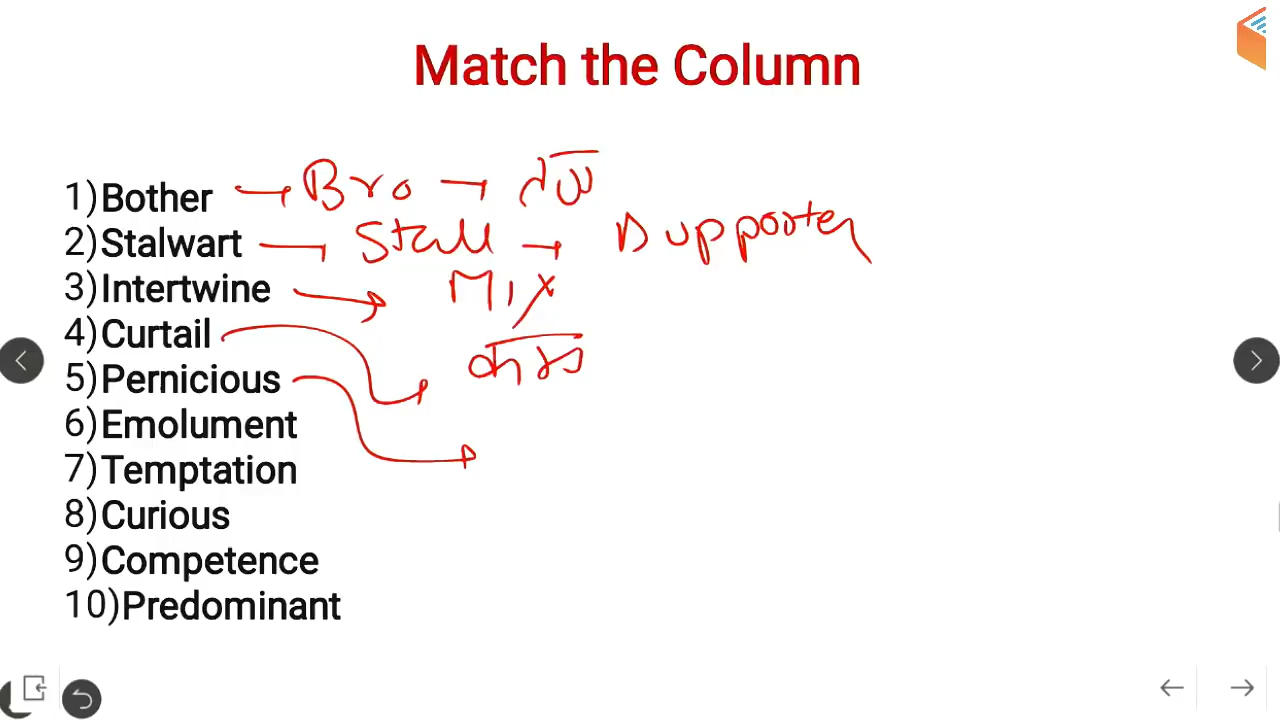 Match the Column
1) Bother → Bro →
2) Stalwart → Stall → Supporter
3) Intertwine → Mix
4) Curtail →
5) Pernicious →
6) Emolument
7) Temptation
8) Curious
9) Competence
10) Predominant